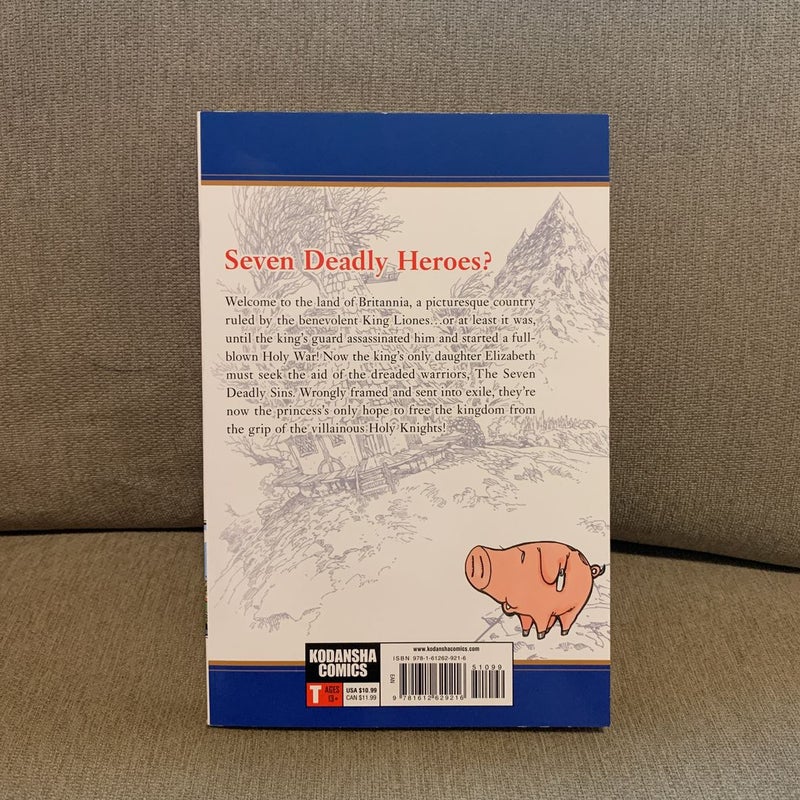 Seven Deadly Heroes?
Welcome to the land of Britannia, a picturesque country
ruled by the benevolent King Liones...or at least it was,
until the king's guard assassinated him and started a full-
blown Holy War! Now the king's only daughter Elizabeth
must seek the aid of the dreaded warriors, The Seven
Deadly Sins. Wrongly framed and sent into exile, they're
now the princess's only hope to free the kingdom from
the grip of the villainous Holy Knights!
KODANSHA
COMICS
T AGES
13+
USA $10.99
CAN $11.99
www.kodanshacomics.com
ISBN 978-1-61262-921-6
51099
EAN
9 781612 629216